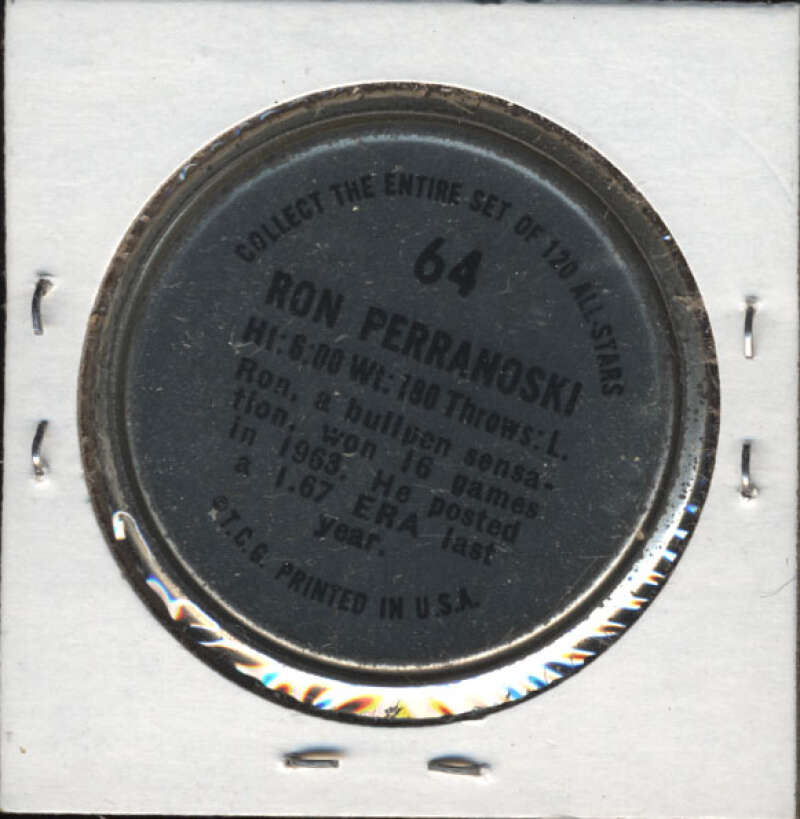 COLLECT THE ENTIRE SET OF 120 ALL-STARS
64
RON PERRANOSKI
Ht: 6:00 Wt: 180 Throws: L.
Ron, a bullpen sensa-
tion, won 16 games
in 1963. He posted
a 1.67 ERA last
year.
©T.C.G. PRINTED IN U.S.A.